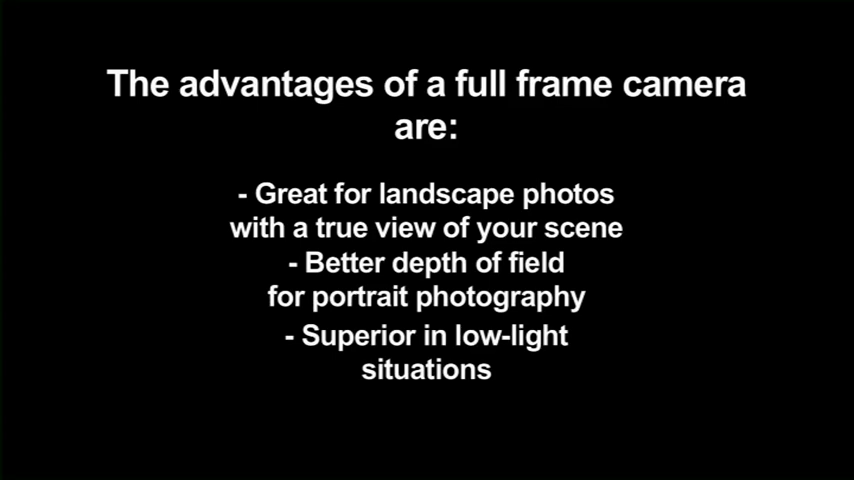 The advantages of a full frame camera
are:
- Great for landscape photos
with a true view of your scene
- Better depth of field
for portrait photography
- Superior in low-light
situations